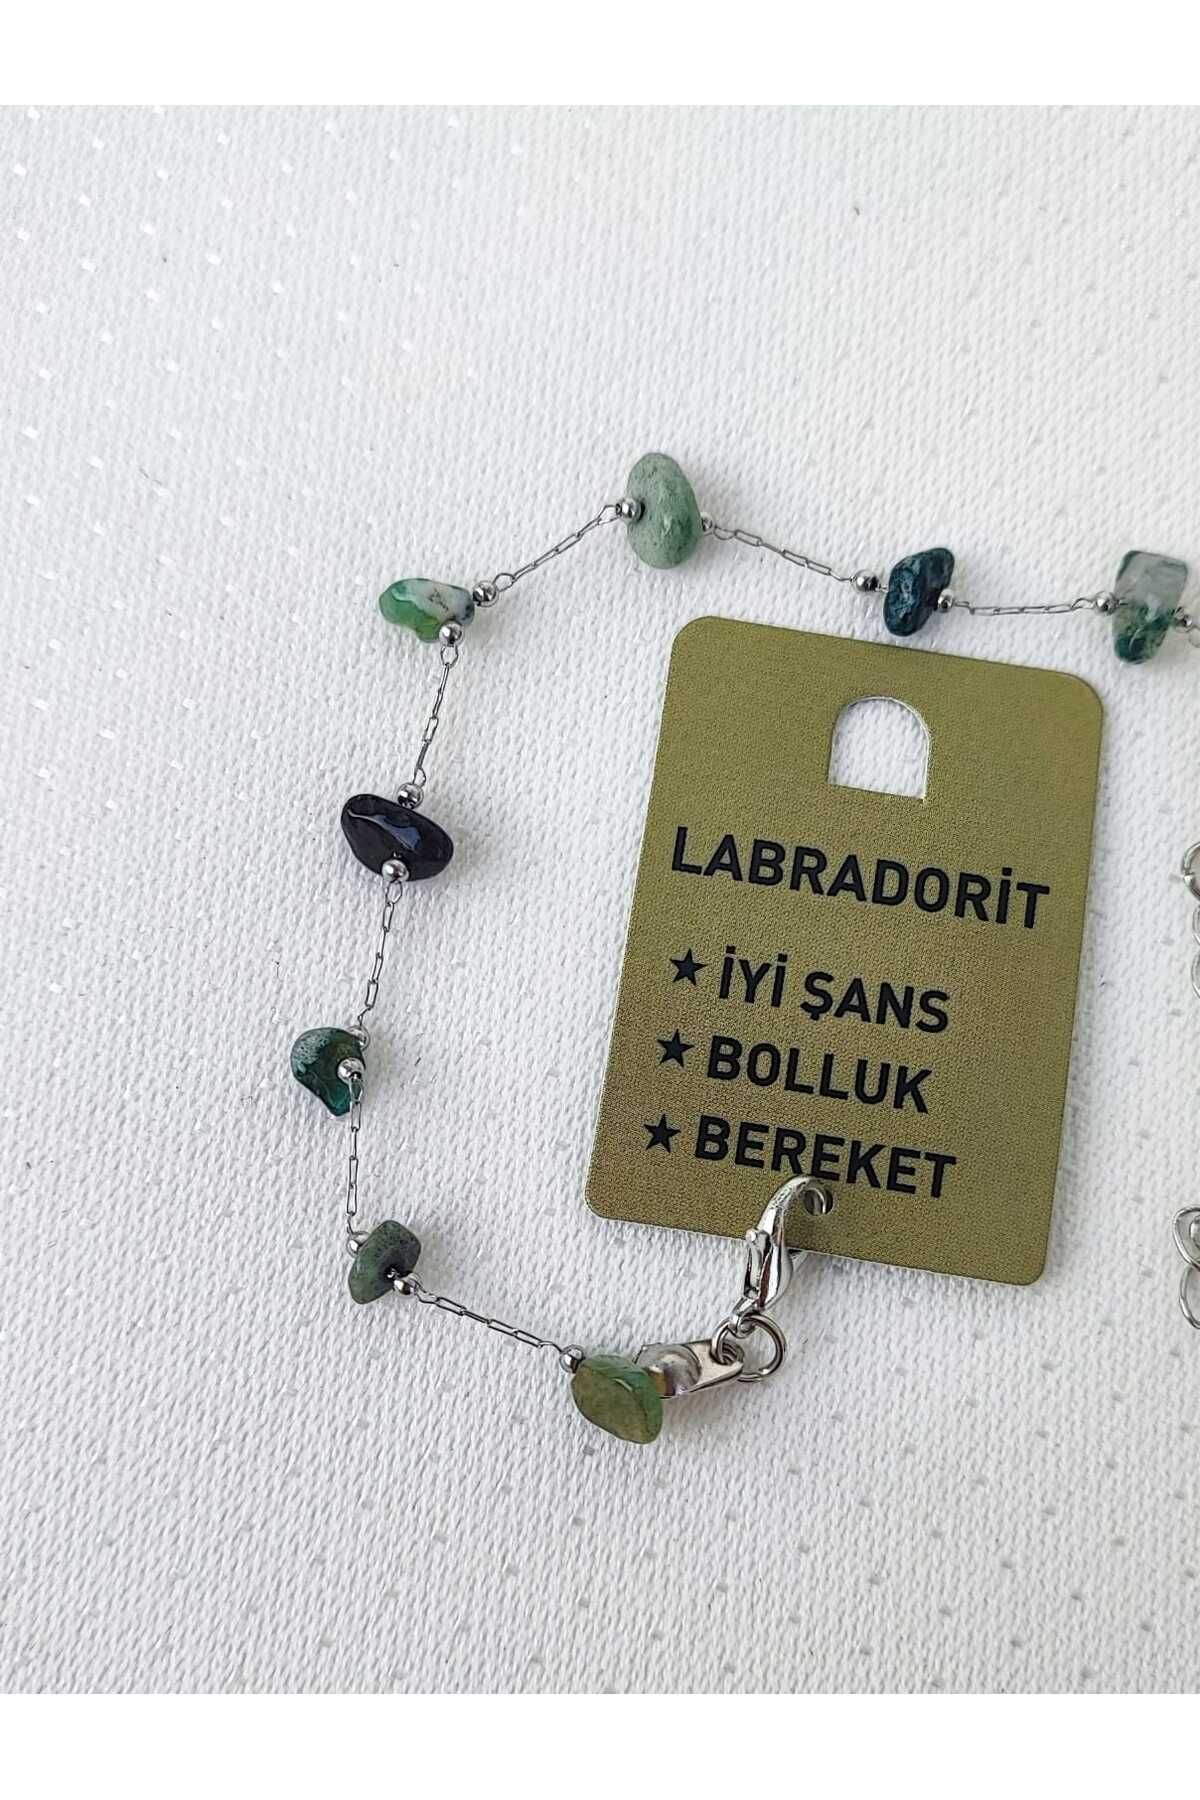 LABRADORİT
★ İYİ ŞANS
★ BOLLUK
★ BEREKET